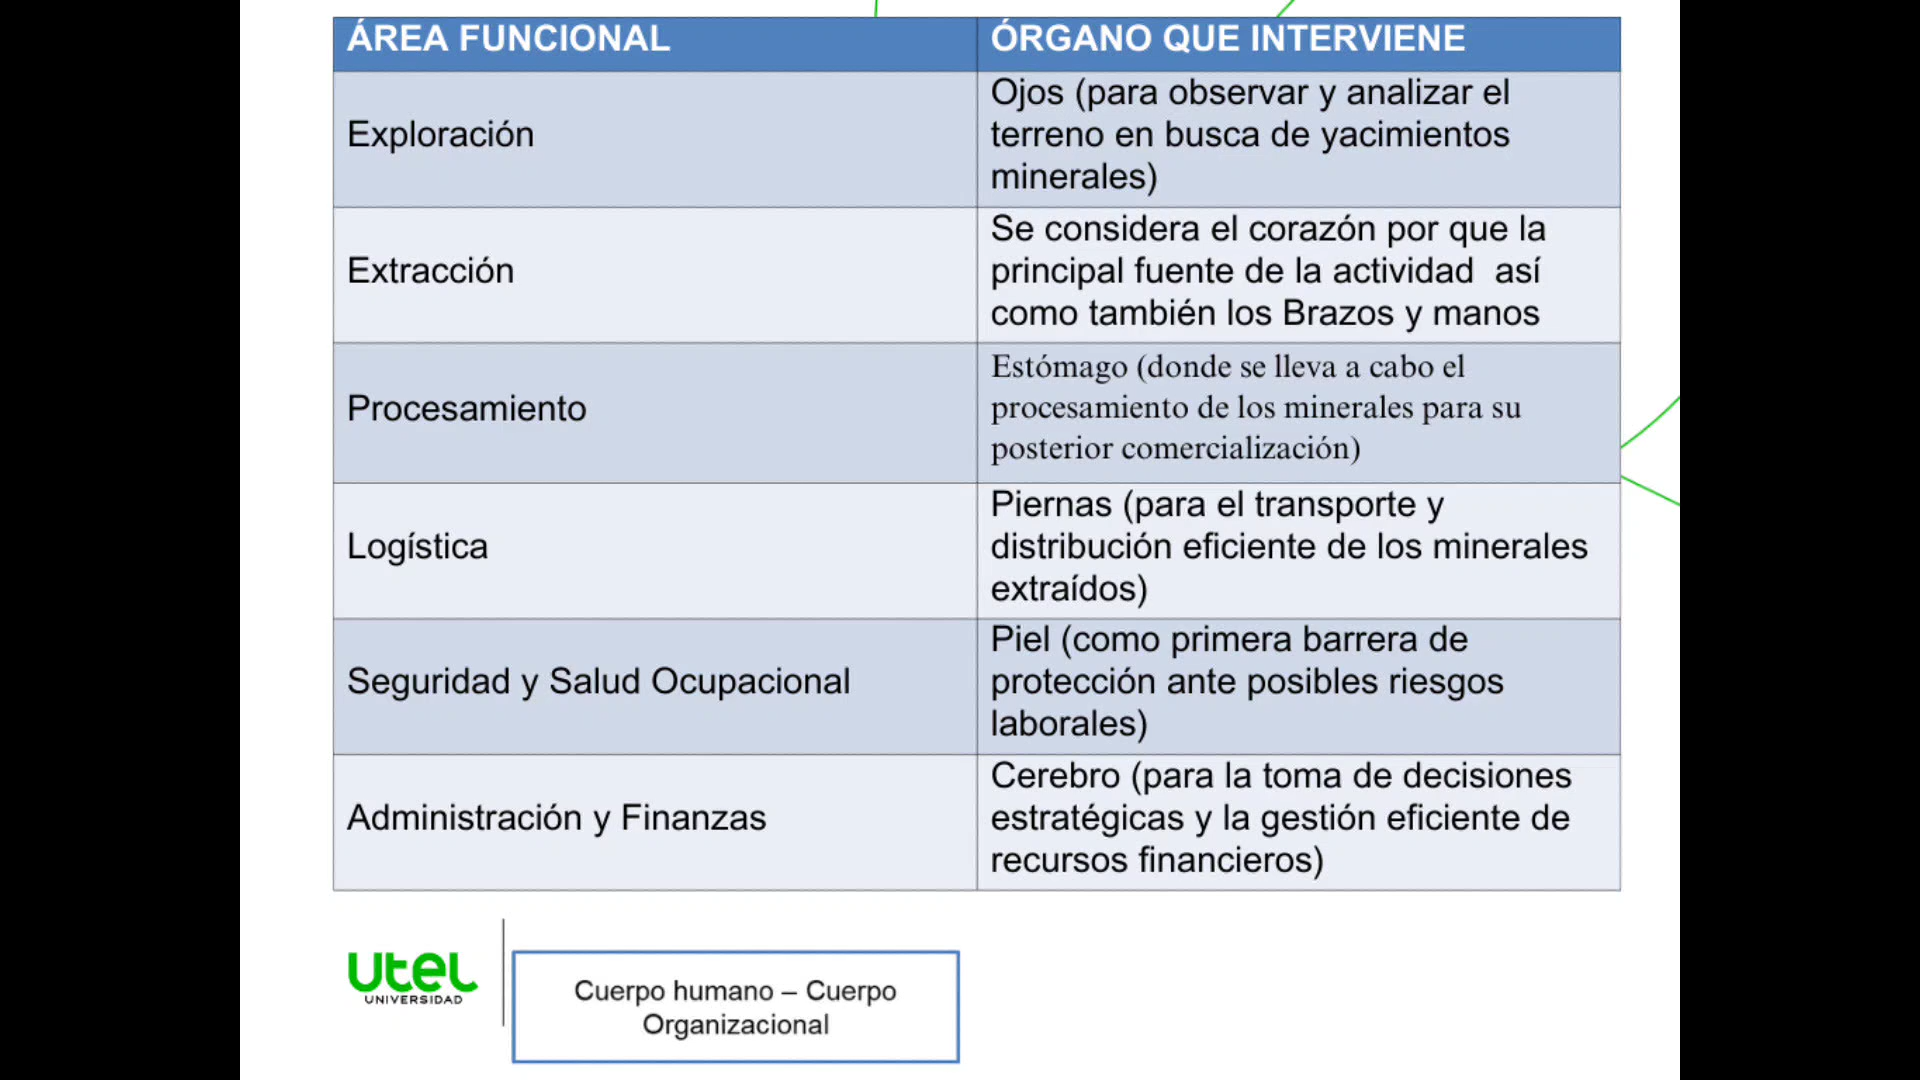 ÁREA FUNCIONAL
ÓRGANO QUE INTERVIENE
Exploración
Ojos (para observar y analizar el
terreno en busca de yacimientos
minerales)
Extracción
Se considera el corazón por que la
principal fuente de la actividad  así
como también los Brazos y manos
Procesamiento
Estómago (donde se lleva a cabo el
procesamiento de los minerales para su
posterior comercialización)
Logística
Piernas (para el transporte y
distribución eficiente de los minerales
extraídos)
Seguridad y Salud Ocupacional
Piel (como primera barrera de
protección ante posibles riesgos
laborales)
Administración y Finanzas
Cerebro (para la toma de decisiones
estratégicas y la gestión eficiente de
recursos financieros)
Utel
UNIVERSIDAD
Cuerpo humano – Cuerpo
Organizacional